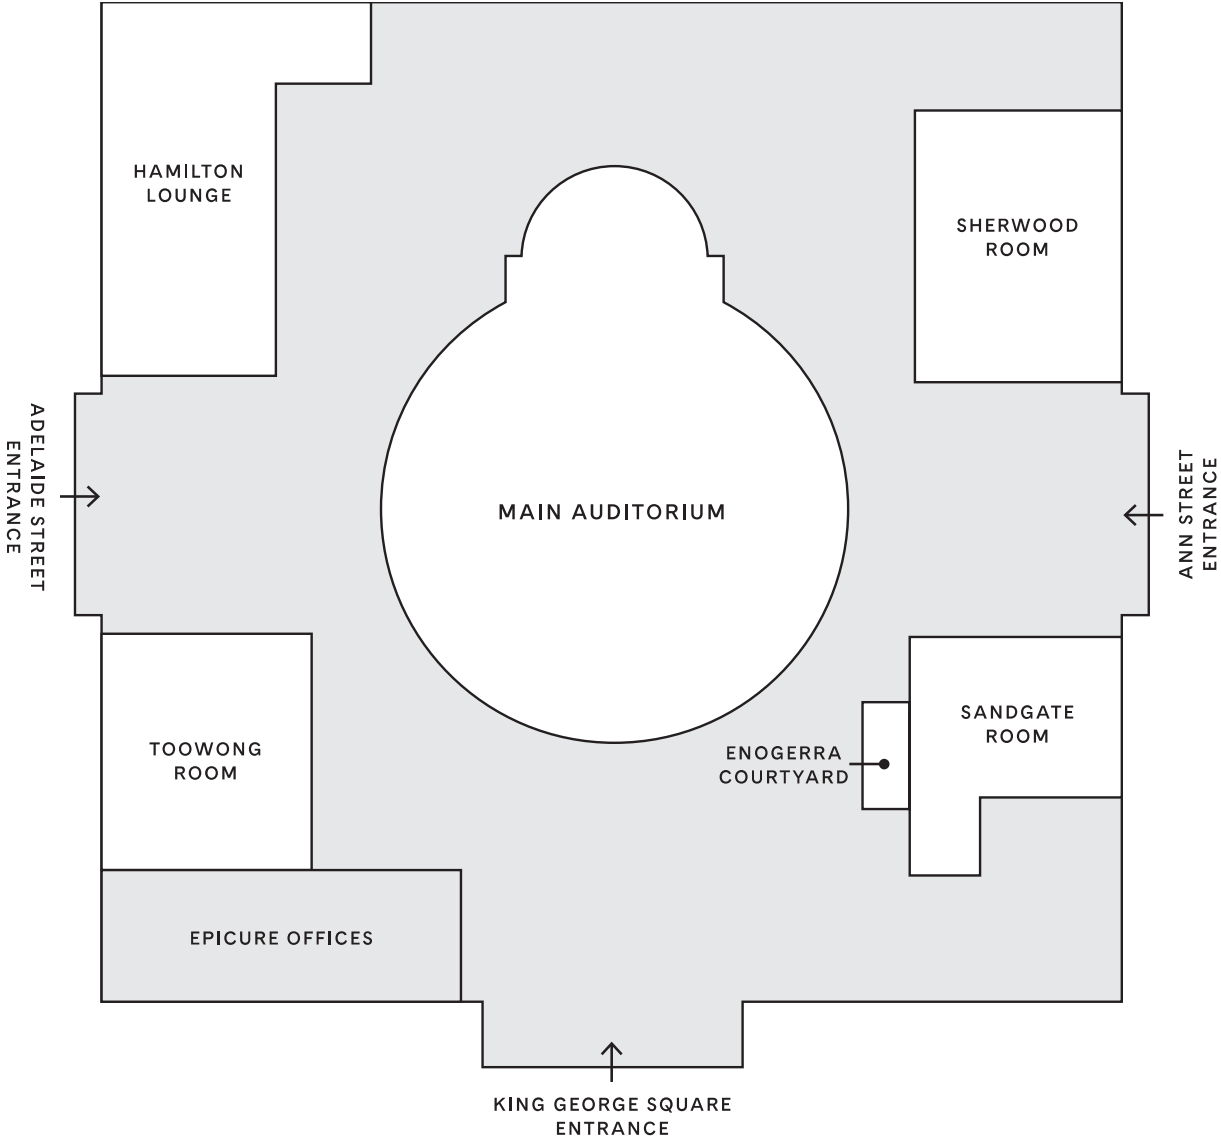 HAMILTON
LOUNGE
SHERWOOD
ROOM
ADELAIDE STREET
ENTRANCE
MAIN AUDITORIUM
ANN STREET
ENTRANCE
SANDGATE
ROOM
TOOWONG
ROOM
ENOGERRA
COURTYARD
EPICURE OFFICES
KING GEORGE SQUARE
ENTRANCE